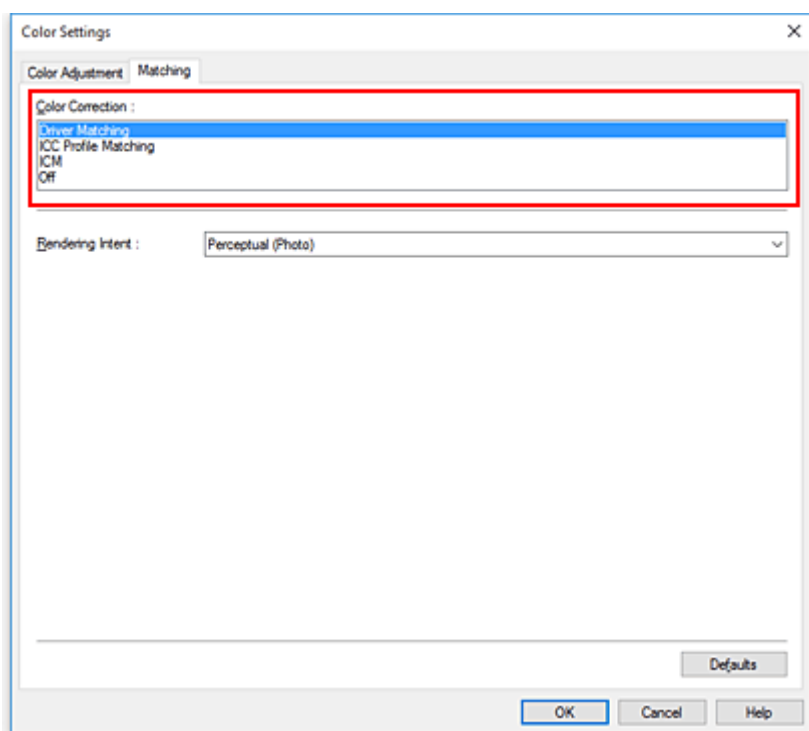 Color Settings
Color Adjustment Matching
Color Correction :
Driver Matching
ICC Profile Matching
ICM
Off
Rendering Intent : Perceptual (Photo)
Defaults
OK Cancel Help